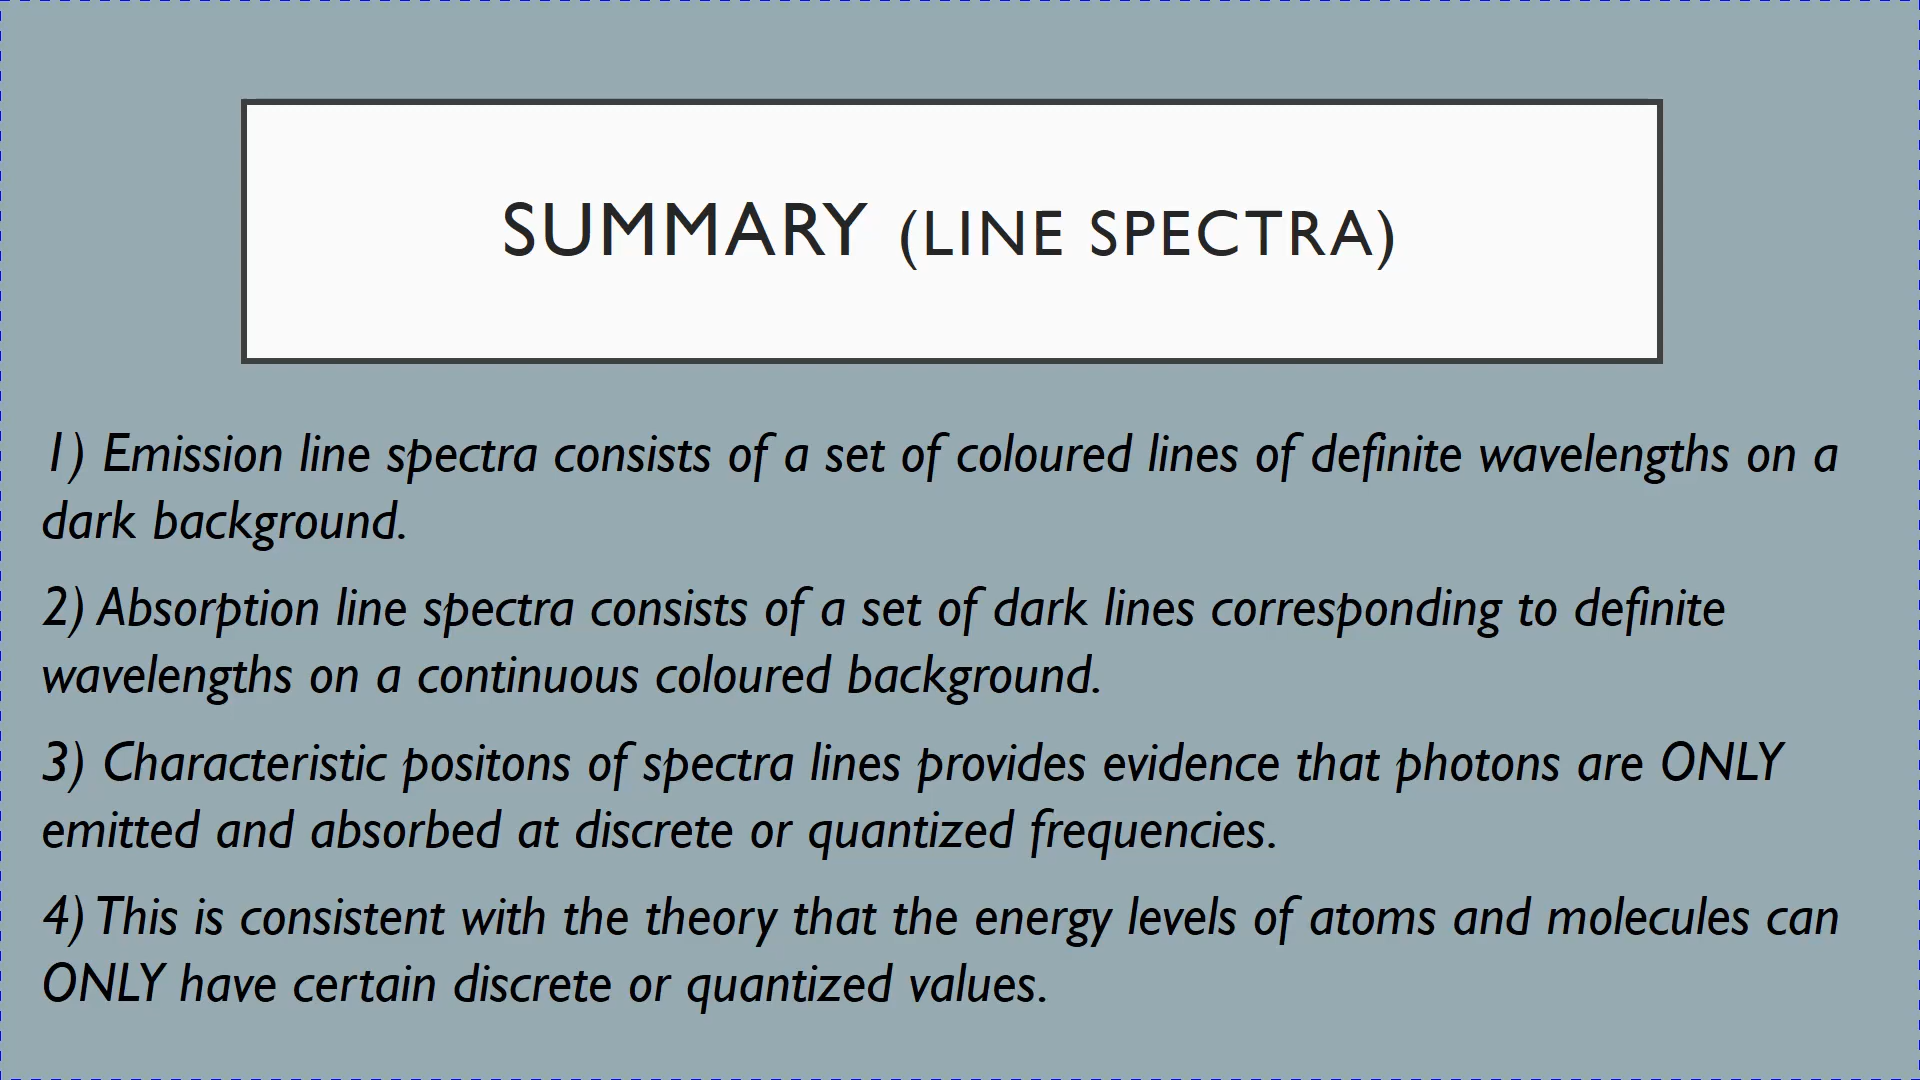 SUMMARY (LINE SPECTRA)
1) Emission line spectra consists of a set of coloured lines of definite wavelengths on a
dark background.
2) Absorption line spectra consists of a set of dark lines corresponding to definite
wavelengths on a continuous coloured background.
3) Characteristic positons of spectra lines provides evidence that photons are ONLY
emitted and absorbed at discrete or quantized frequencies.
4) This is consistent with the theory that the energy levels of atoms and molecules can
ONLY have certain discrete or quantized values.